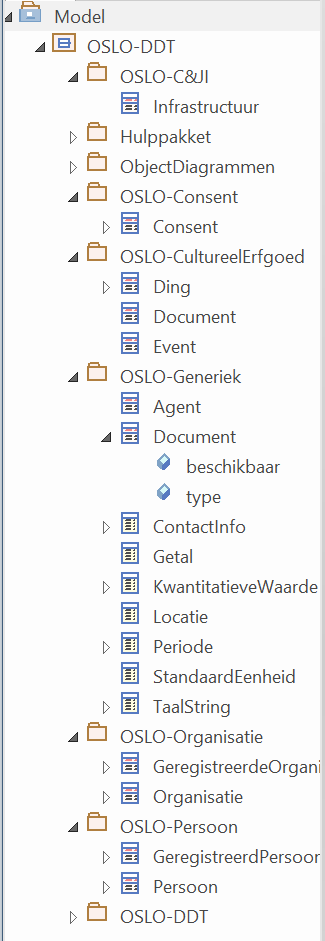 Model
OSLO-DDT
OSLO-C&JI
Infrastructuur
Hulppakket
ObjectDiagrammen
OSLO-Consent
Consent
OSLO-CultureelErfgoed
Ding
Document
Event
OSLO-Generiek
Agent
Document
beschikbaar
type
ContactInfo
Getal
KwantitatieveWaarde
Locatie
Periode
StandaardEenheid
TaalString
OSLO-Organisatie
GeregistreerdeOrgani
Organisatie
OSLO-Persoon
GeregistreerdPersoon
Persoon
OSLO-DDT